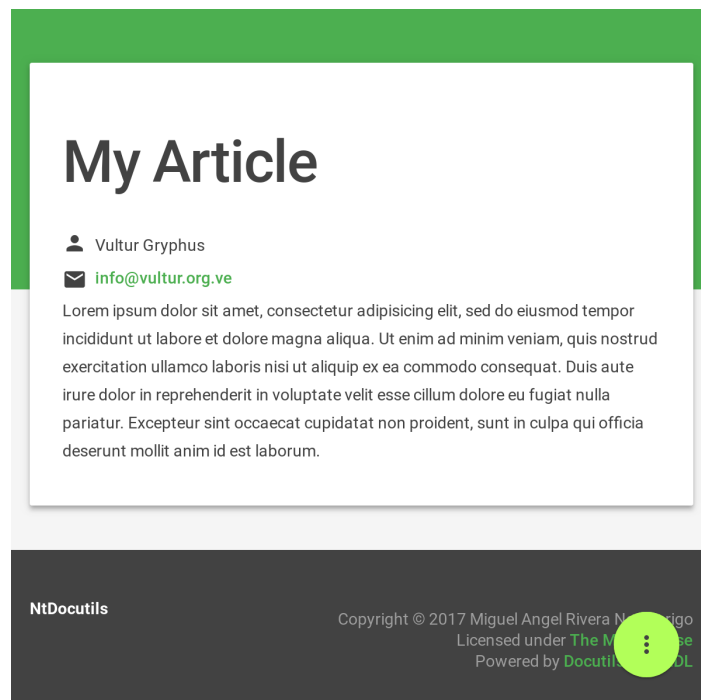 My Article
Vultur Gryphus
info@vultur.org.ve
Lorem ipsum dolor sit amet, consectetur adipisicing elit, sed do eiusmod tempor
incididunt ut labore et dolore magna aliqua. Ut enim ad minim veniam, quis nostrud
exercitation ullamco laboris nisi ut aliquip ex ea commodo consequat. Duis aute
irure dolor in reprehenderit in voluptate velit esse cillum dolore eu fugiat nulla
pariatur. Excepteur sint occaecat cupidatat non proident, sunt in culpa qui officia
deserunt mollit anim id est laborum.
NtDocutils
Copyright © 2017 Miguel Angel Rivera
Licensed under The
Powered by